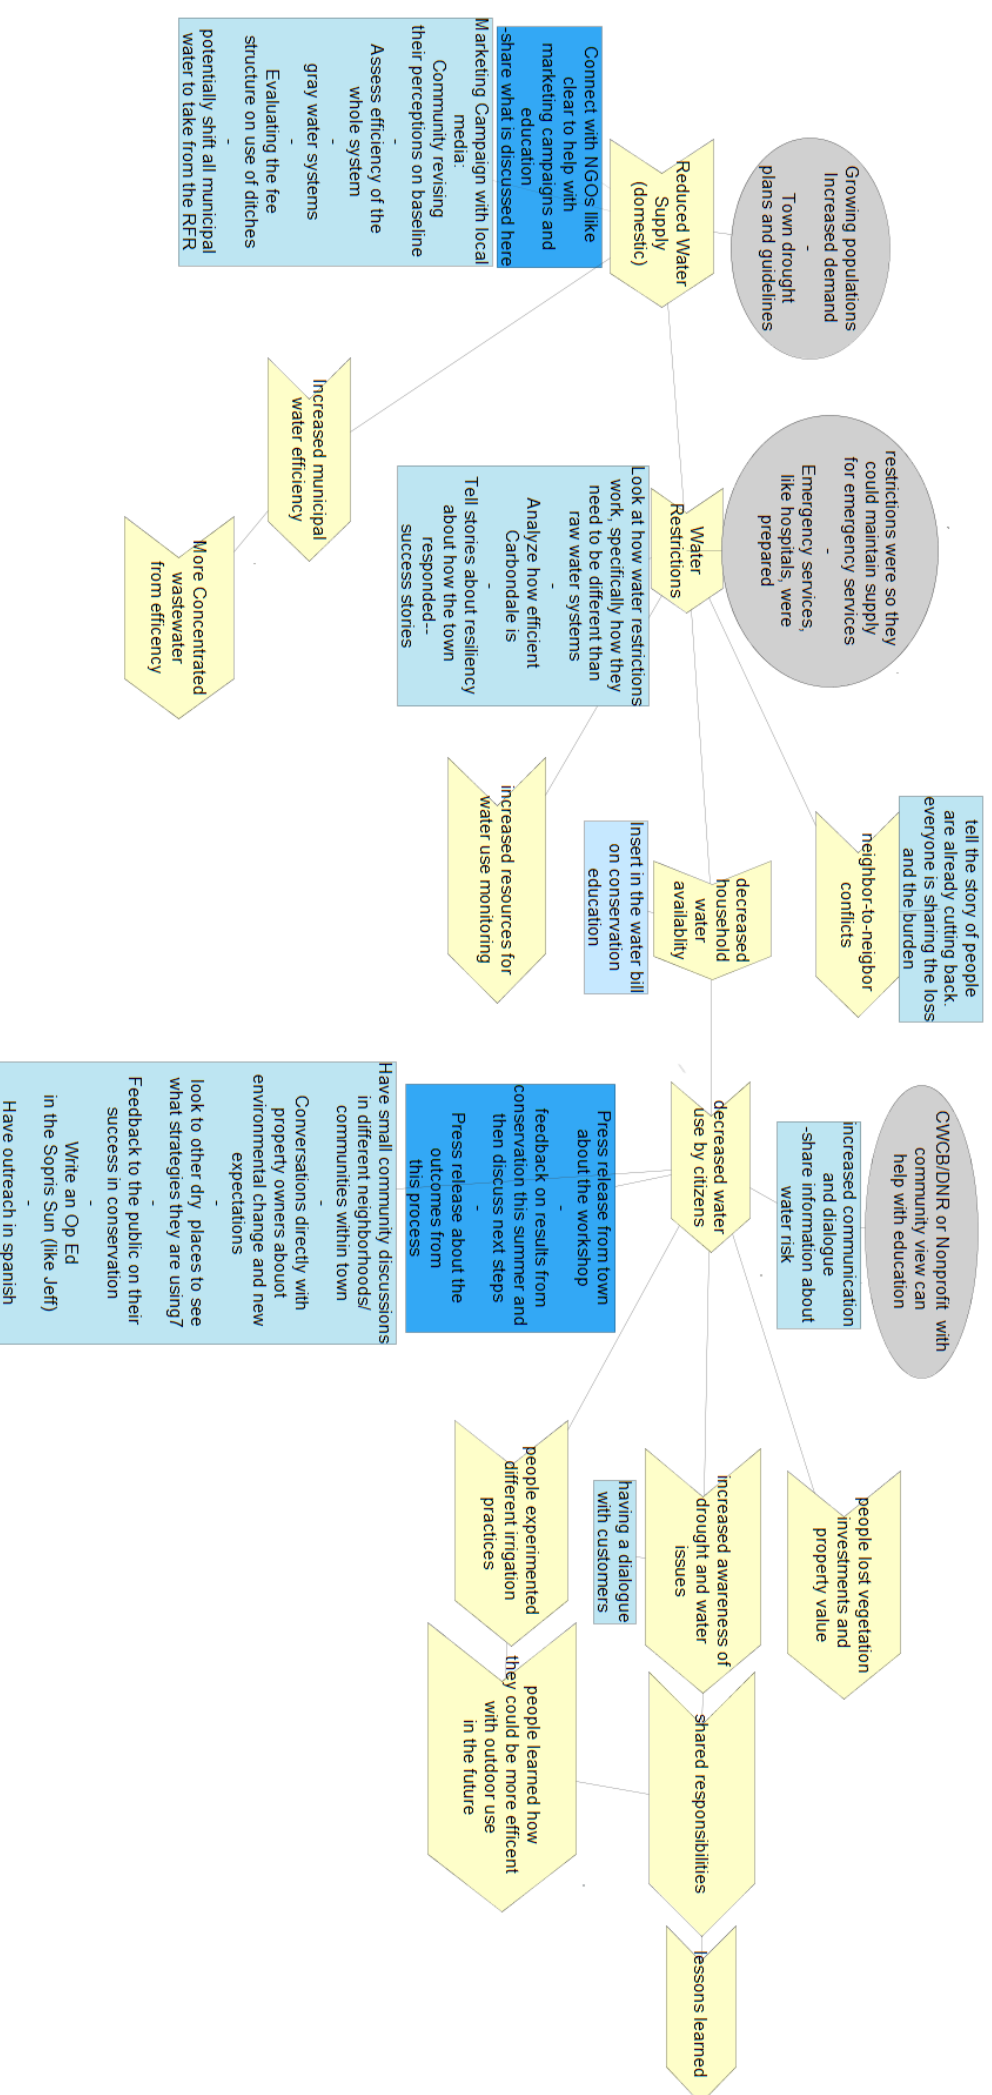 Growing populations
Increased demand
-
Town drought
plans and guidelines
Reduced Water
Supply
(domestic)
Connect with NGOs llike
clear to help with
marketing campaigns and
education
-share what is discussed here
Marketing Campaign with local
media:
Community revising
their perceptions on baseline
-
Assess efficiency of the
whole system
-
gray water systems
-
Evaluating the fee
structure on use of ditches
-
potentially shift all municipal
water to take from the RFR
restrictions were so they
could maintain supply
for emergency services
-
Emergency services,
like hospitals, were
prepared
Water
Restrictions
Look at how water restrictions
work, specifically how they
need to be different than
raw water systems
-
Analyze how efficient
Carbondale is
-
Tell stories about resiliency
about how the town
responded--
success stories
Increased municipal
water efficiency
More Concentrated
wastewater
from efficency
tell the story of people
are already cutting back.
everyone is sharing the loss
and the burden
neighbor-to-neigbor
conflicts
decreased
household
water
availablity
Insert in the water bill
on conservation
education
increased resources for
water use monitoring
CWCB/DNR or Nonprofit with
community view can
help with education
increased communication
and dialogue
-share information about
water risk
decreased water
use by citizens
Press release from town
about the workshop
-
feedback on results from
conservation this summer and
then discuss next steps
-
Press release about the
outcomes from
this process
Have small community discussions
in different neighborhoods/
communities within town
-
Conversations directly with
property owners abouot
environmental change and new
expectations
-
look to other dry places to see
what strategies they are using7
-
Feedback to the public on their
success in conservation
-
Write an Op Ed
in the Sopris Sun (like Jeff)
-
Have outreach in spanish
people lost vegetation
investments and
property value
increased awareness of
drought and water
issues
having a dialogue
with customers
people experimented
different irrigation
practices
shared responsibilities
people learned how
they could be more efficent
with outdoor use
in the future
lessons learned